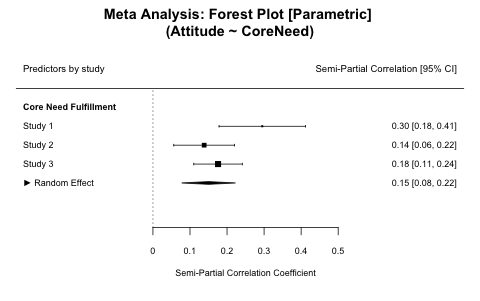 Meta Analysis: Forest Plot [Parametric]
(Attitude ~ CoreNeed)
Predictors by study Semi-Partial Correlation [95% CI]
Core Need Fulfillment
Study 1 0.30 [0.18, 0.41]
Study 2 0.14 [0.06, 0.22]
Study 3 0.18 [0.11, 0.24]
► Random Effect 0.15 [0.08, 0.22]
0 0.1 0.2 0.3 0.4 0.5
Semi-Partial Correlation Coefficient